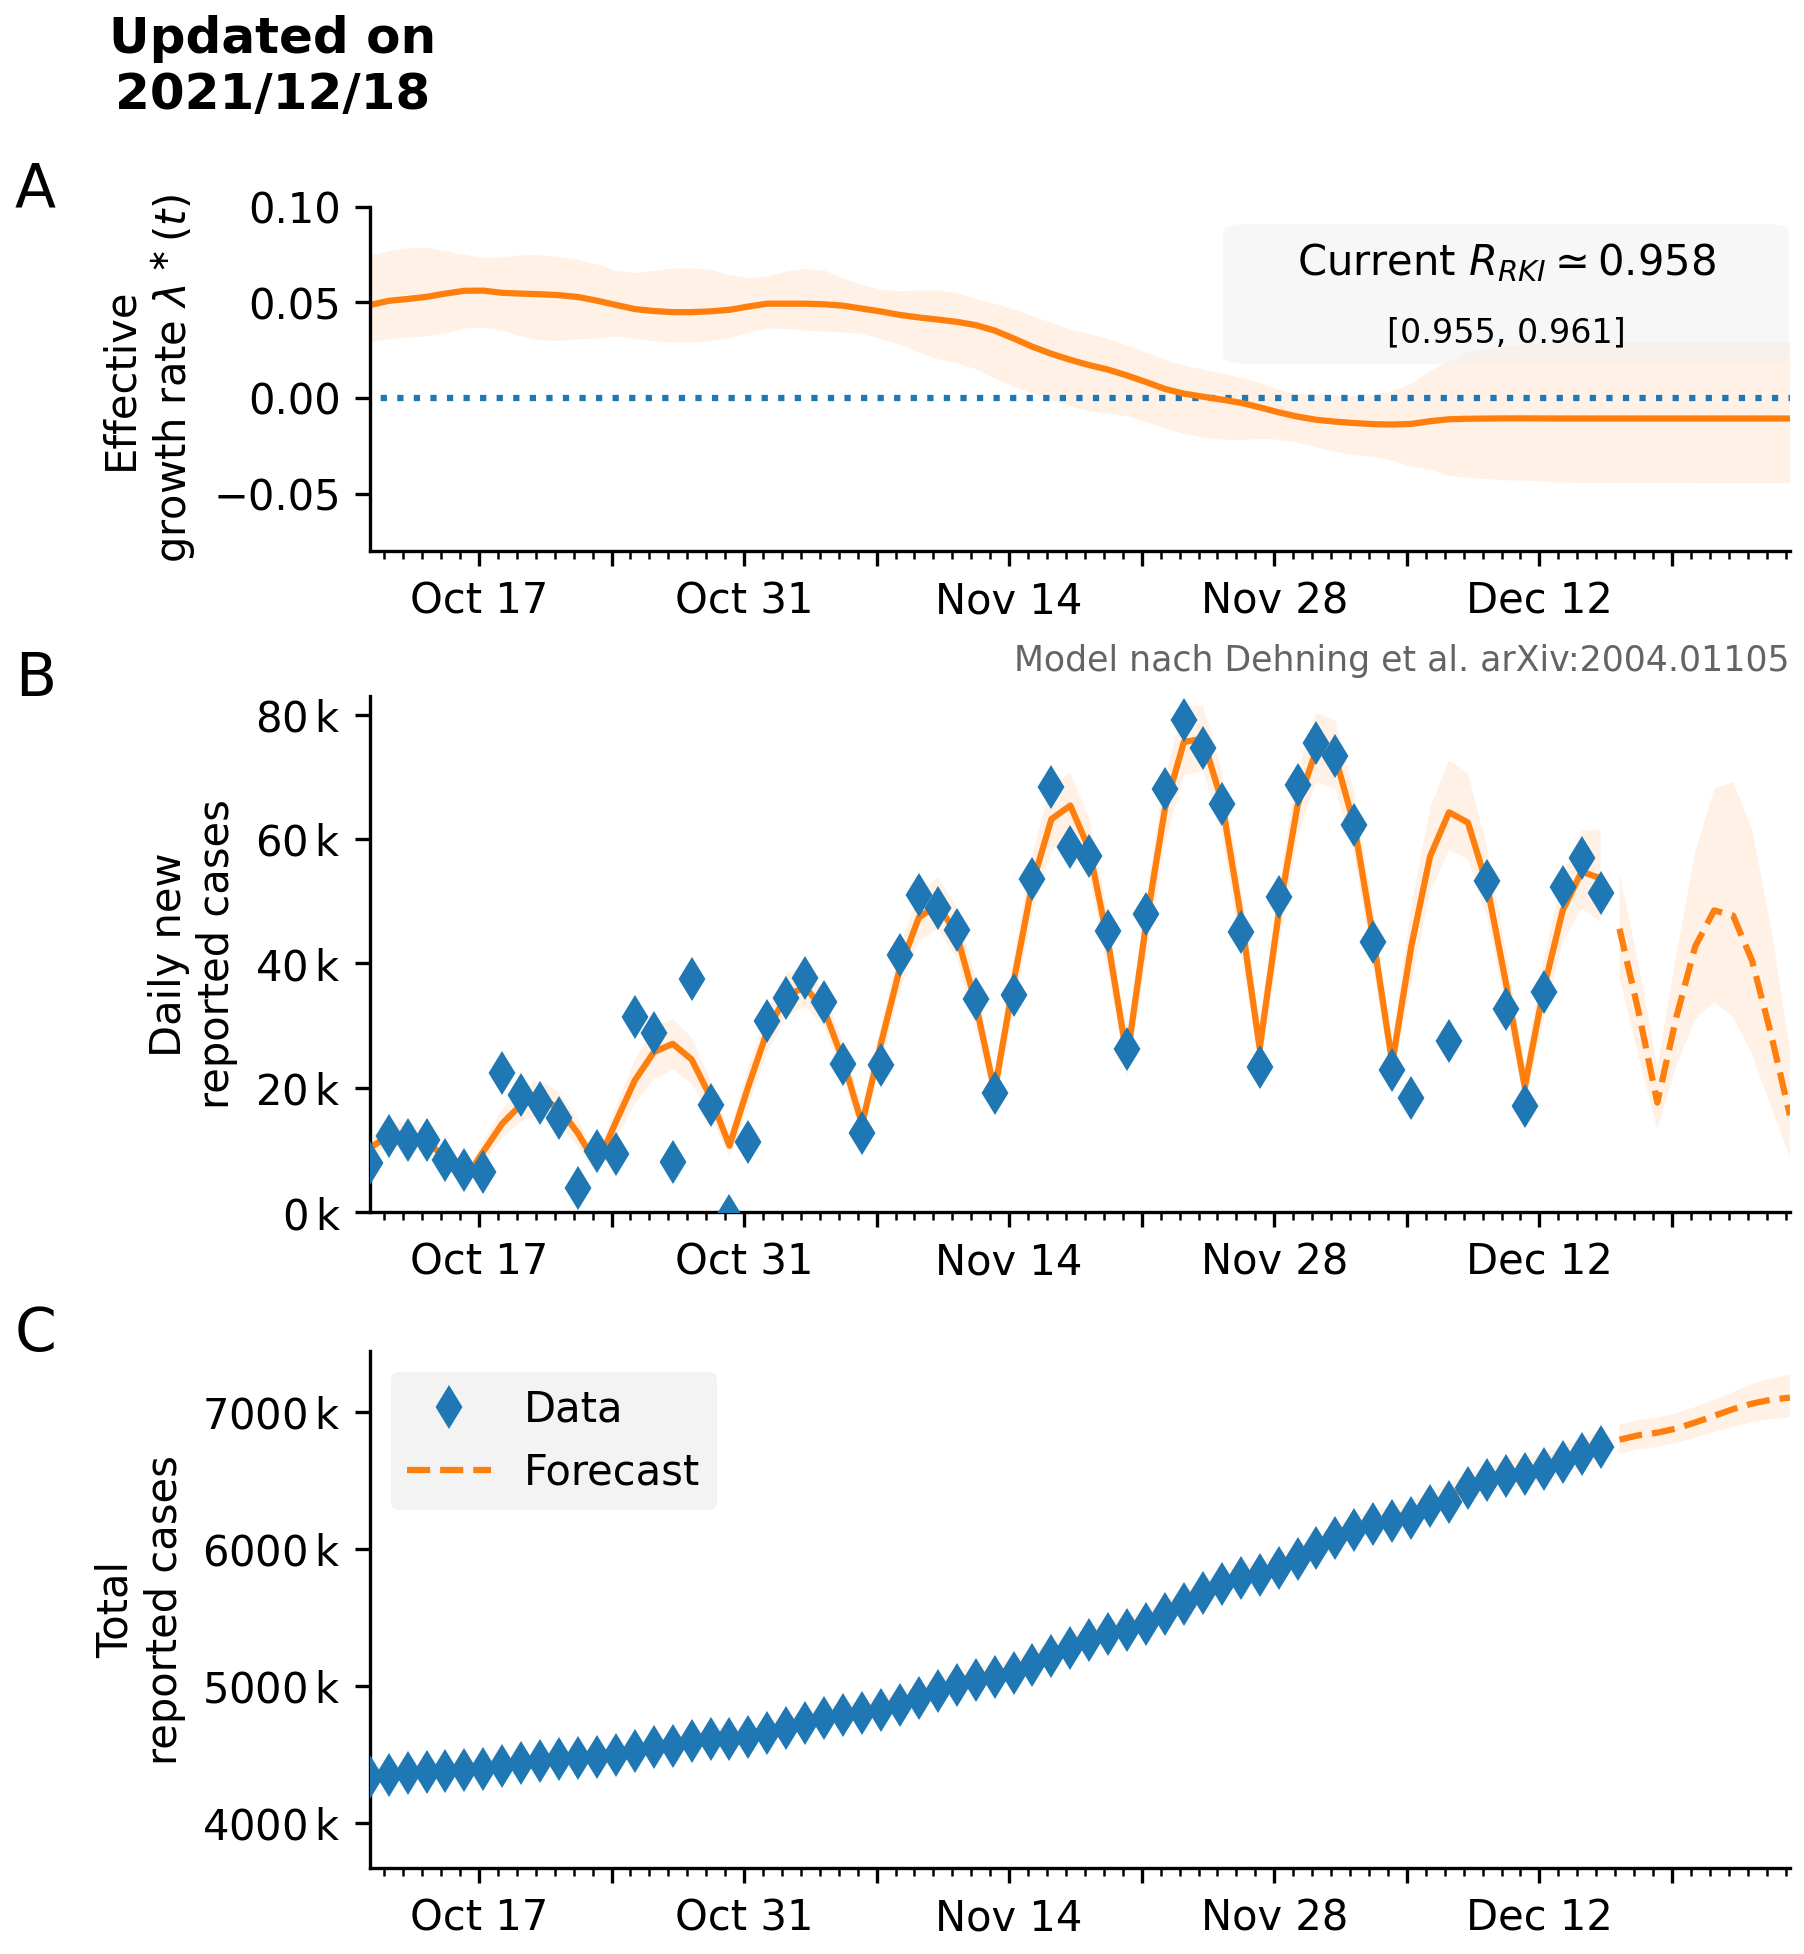 Updated on
2021/12/18
A
Effective
growth rate λ * (t)
0.10
0.05
0.00
−0.05
Current R_RKI ≃ 0.958
[0.955, 0.961]
Oct 17
Oct 31
Nov 14
Nov 28
Dec 12
B
Model nach Dehning et al. arXiv:2004.01105
Daily new
reported cases
80 k
60 k
40 k
20 k
0 k
Oct 17
Oct 31
Nov 14
Nov 28
Dec 12
C
Total
reported cases
7000 k
6000 k
5000 k
4000 k
Data
Forecast
Oct 17
Oct 31
Nov 14
Nov 28
Dec 12